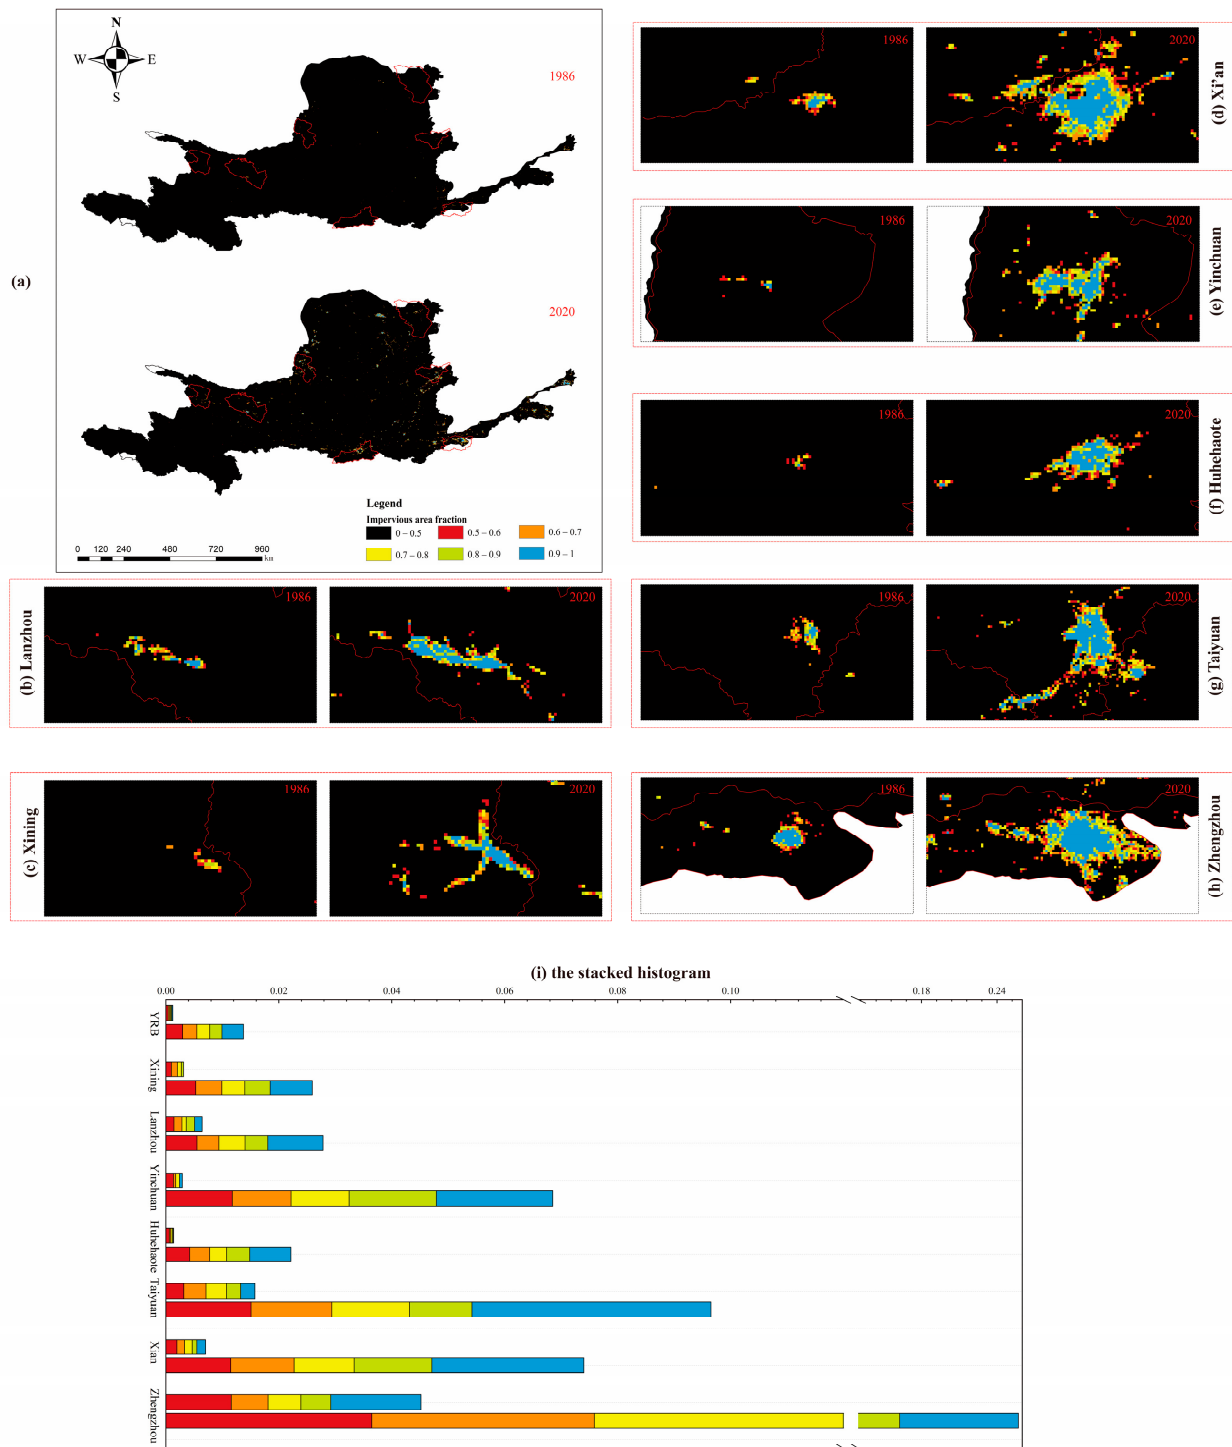 N
W E
S
1986
(a)
2020
Legend
Impervious area fraction
0 – 0.5
0.5 – 0.6
0.6 – 0.7
0.7 – 0.8
0.8 – 0.9
0.9 – 1
0 120 240 480 720 960
km
(b) Lanzhou
1986
2020
(c) Xining
1986
2020
1986
2020
(d) Xi'an
1986
2020
(e) Yinchuan
1986
2020
(f) Huhehaote
1986
2020
(g) Taiyuan
1986
2020
(h) Zhengzhou
(i) the stacked histogram
0.00 0.02 0.04 0.06 0.08 0.10 0.18 0.24
YRB
Xining
Lanzhou
Yinchuan
Huhehaote
Taiyuan
Xian
Zhengzhou